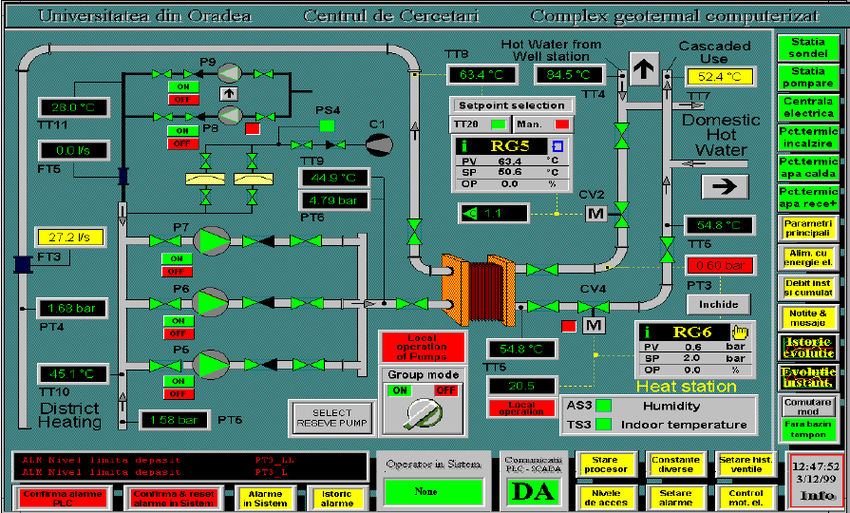 Universitatea din Oradea
Centrul de Cercetari
Complex geotermal computerizat
P9
ON
OFF
28.0 °C
TT11
0.0 l/s
FT5
P8
ON
OFF
PS4
C1
TT9
44.9 °C
4.79 bar
PT6
27.2 l/s
FT3
P7
ON
OFF
1.68 bar
PT4
P6
ON
OFF
45.1 °C
TT10
P6
ON
OFF
District
Heating
1.58 bar
PT6
TT8
63.4 °C
Hot Water from
Well station
84.5 °C
TT4
Cascaded
Use
52.4 °C
TT7
Setpoint selection
TT20
Man.
i RG5
PV 63.4 °C
SP 50.6 °C
OP 0.0 %
Domestic
Hot
Water
1.1
CV2
M
54.8 °C
TT6
0.60 bar
PT3
Inchide
CV4
M
54.8 °C
TT5
20.5
Local
operation
i RG6
PV 0.6 bar
SP 2.0 bar
OP 0.0 %
Heat station
AS3 Humidity
TS3 Indoor temperature
Local
operation
of Pumps
Group mode
ON OFF
SELECT
RESEVE PUMP
Statia
sondei
Statia
pompare
Centrala
electrica
Pct.termic
incalzire
Pct.termic
apa calda
Pct.termic
apa rece+
Parametri
principali
Alim. cu
energie el.
Debit inst
si cumulat
Notite &
mesaje
Istoric
evolutie
Evolutie
instant.
Comutare
mod
Fara bazin
tampon
ALM Nivel limita depasit PT3_LL
ALM Nivel limita depasit PT3_L
Confirma alarme
PLC
Confirma & reset
alarme in Sistem
Alarme
in Sistem
Istoric
alarme
Operator in Sistem
None
Comunicatii
PLC - SCADA
DA
Stare
procesor
Constante
diverse
Setare hist.
ventile
Nivele
de acces
Setare
alarme
Control
mot. el.
12:47:52
3/12/99
Info